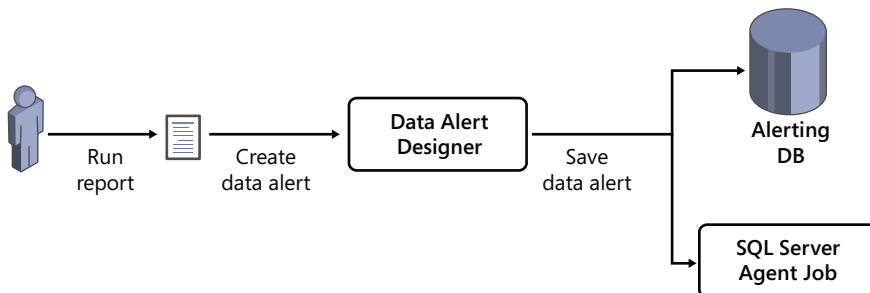 Run
report
Create
data alert
Data Alert
Designer
Save
data alert
Alerting
DB
SQL Server
Agent Job